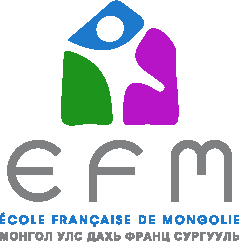 EFM
ÉCOLE FRANÇAISE DE MONGOLIE
МОНГОЛ УЛС ДАХЬ ФРАНЦ СУРГУУЛЬ